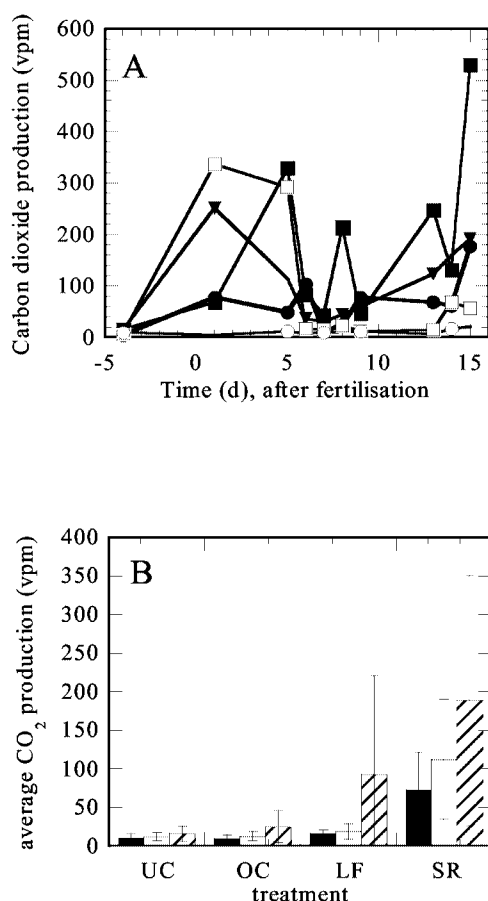 600
500
400
300
200
100
0
A
Carbon dioxide production (vpm)
-5 0 5 10 15
Time (d), after fertilisation
400
350
300
250
200
150
100
50
0
B
average CO2 production (vpm)
UC OC LF SR
treatment